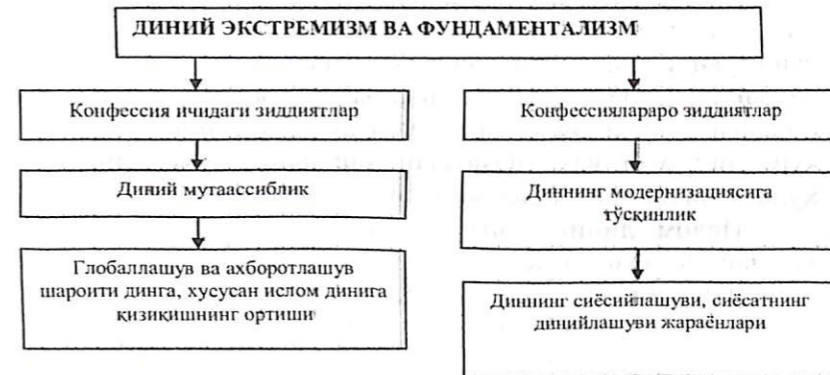 ДИНИЙ ЭКСТРЕМИЗМ ВА ФУНДАМЕНТАЛИЗМ
Конфессия ичидаги зиддиятлар
Диний мутаассиблик
Глобаллашув ва ахборотлашув
шароити динга, хусусан ислом динига
қизиқишнинг ортиши
Конфессиялараро зиддиятлар
Диннинг модернизациясига
тўсқинлик
Диннинг сиёсийлашуви, сиёсатнинг
динийлашуви жараёнлари